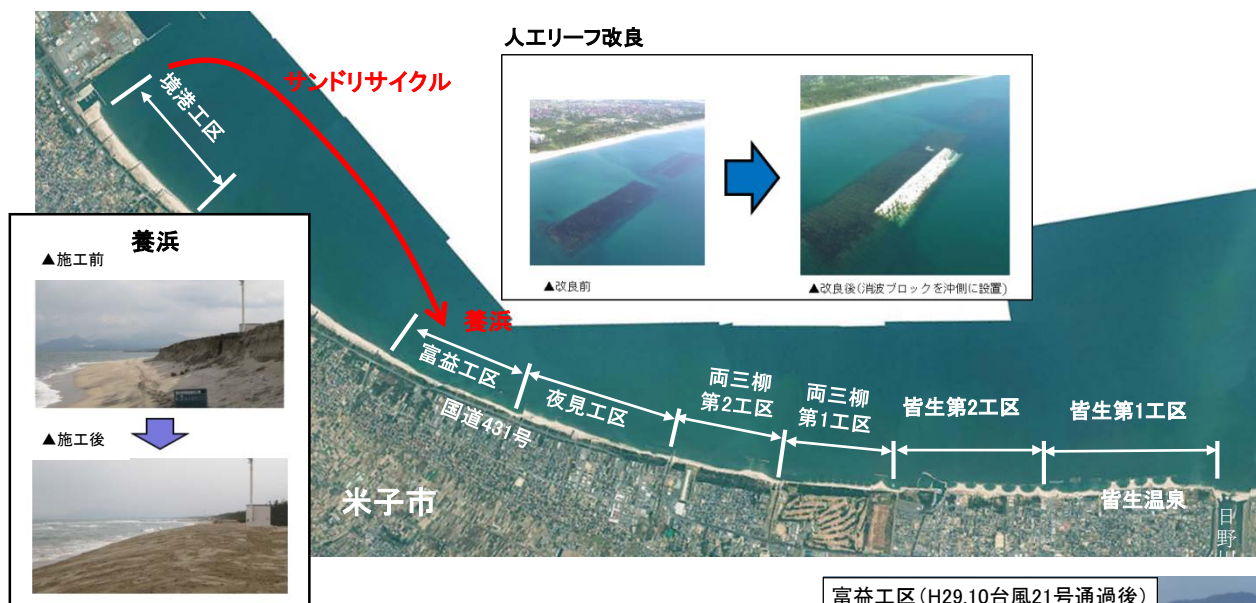 人工リーフ改良
サンドリサイクル
境港工区
▲改良前
▲改良後(消波ブロックを沖側に設置)
養浜
▲施工前
▲施工後
養浜
富益工区
夜見工区
両三柳
第2工区
両三柳
第1工区
皆生第2工区
皆生第1工区
国道431号
米子市
皆生温泉
日野川
富益工区(H29.10台風21号通過後)